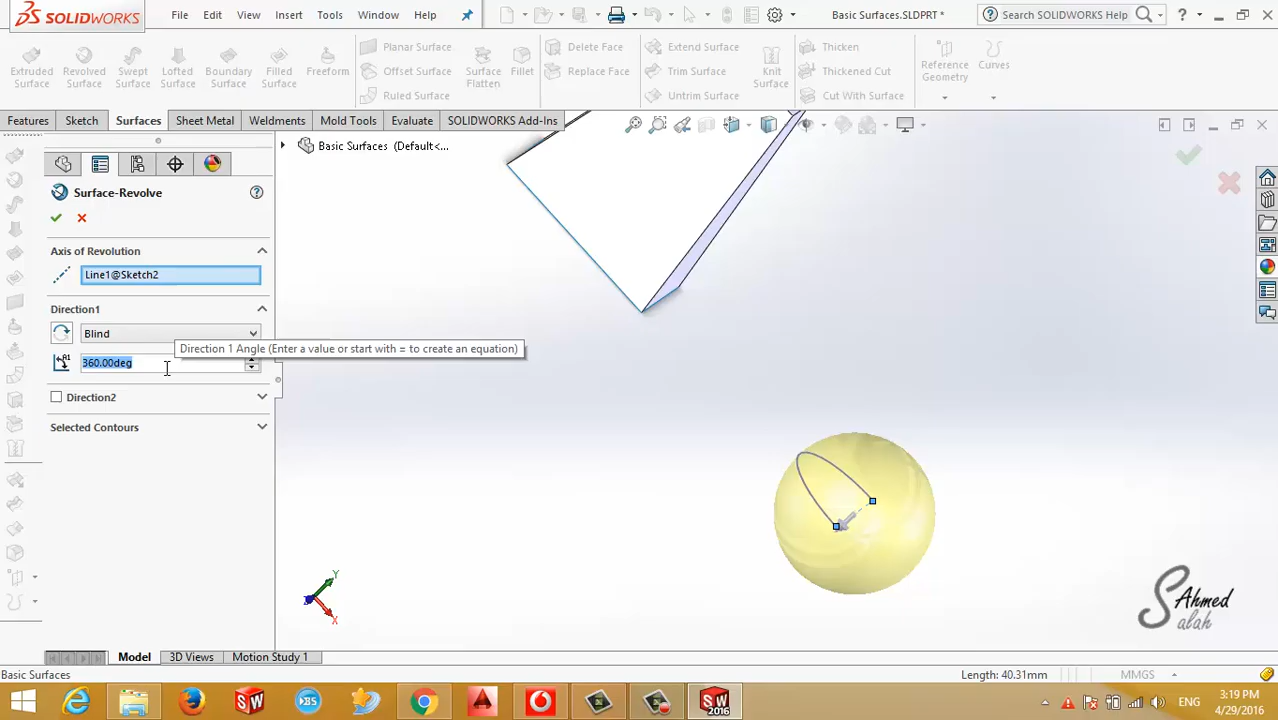 SOLIDWORKS File Edit View Insert Tools Window Help Basic Surfaces.SLDPRT * Search SOLIDWORKS Help ?
Extruded Surface
Revolved Surface
Swept Surface
Lofted Surface
Boundary Surface
Filled Surface
Freeform
Planar Surface
Offset Surface
Ruled Surface
Surface Flatten
Fillet
Delete Face
Replace Face
Extend Surface
Trim Surface
Untrim Surface
Knit Surface
Thicken
Thickened Cut
Cut With Surface
Reference Geometry
Curves
Features Sketch Surfaces Sheet Metal Weldments Mold Tools Evaluate SOLIDWORKS Add-Ins
Basic Surfaces (Default<...
Surface-Revolve
Axis of Revolution
Line1@Sketch2
Direction1
Blind
Direction 1 Angle (Enter a value or start with = to create an equation)
360.00deg
Direction2
Selected Contours
Y
X
S Ahmed
alah
Model 3D Views Motion Study 1
Basic Surfaces Length: 40.31mm MMGS
ENG
3:19 PM
4/29/2016
SW
2016